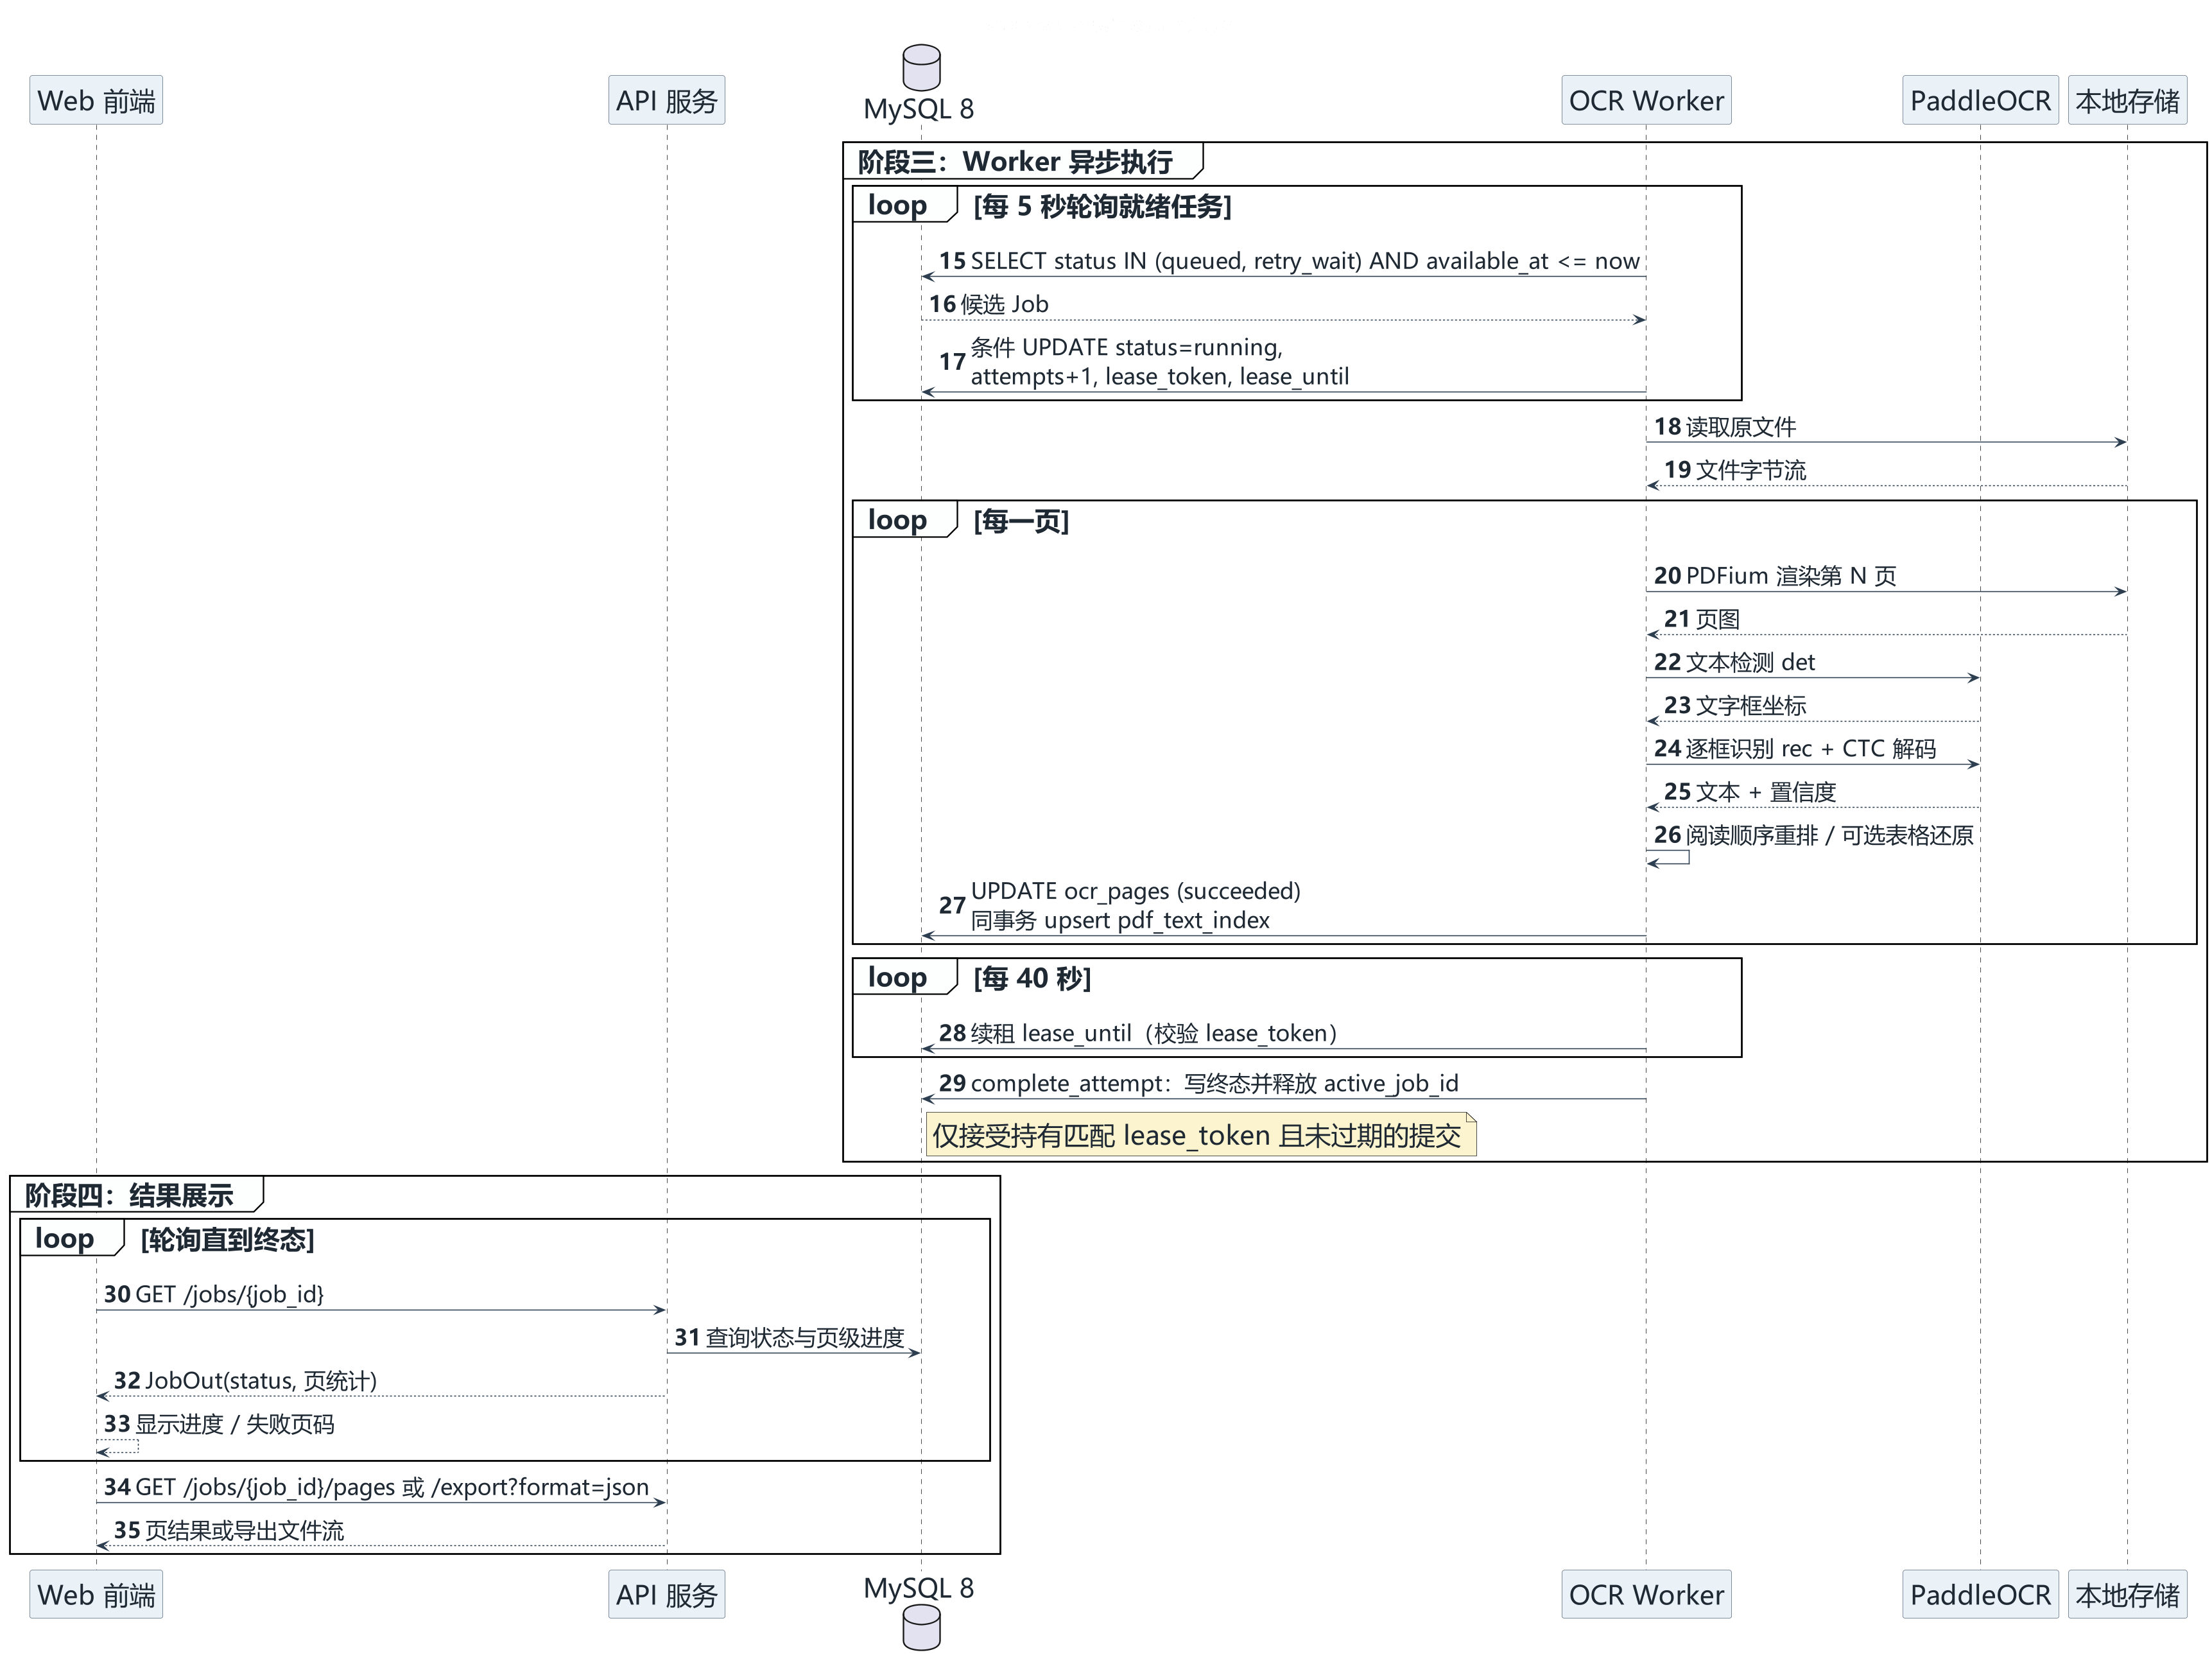 Web 前端
API 服务
MySQL 8
OCR Worker
PaddleOCR
本地存储
阶段三：Worker 异步执行
loop [每 5 秒轮询就绪任务]
15 SELECT status IN (queued, retry_wait) AND available_at <= now
16 候选 Job
17 条件 UPDATE status=running,
attempts+1, lease_token, lease_until
18 读取原文件
19 文件字节流
loop [每一页]
20 PDFium 渲染第 N 页
21 页图
22 文本检测 det
23 文字框坐标
24 逐框识别 rec + CTC 解码
25 文本 + 置信度
26 阅读顺序重排 / 可选表格还原
27 UPDATE ocr_pages (succeeded)
同事务 upsert pdf_text_index
loop [每 40 秒]
28 续租 lease_until（校验 lease_token）
29 complete_attempt：写终态并释放 active_job_id
仅接受持有匹配 lease_token 且未过期的提交
阶段四：结果展示
loop [轮询直到终态]
30 GET /jobs/{job_id}
31 查询状态与页级进度
32 JobOut(status, 页统计)
33 显示进度 / 失败页码
34 GET /jobs/{job_id}/pages 或 /export?format=json
35 页结果或导出文件流
Web 前端
API 服务
MySQL 8
OCR Worker
PaddleOCR
本地存储